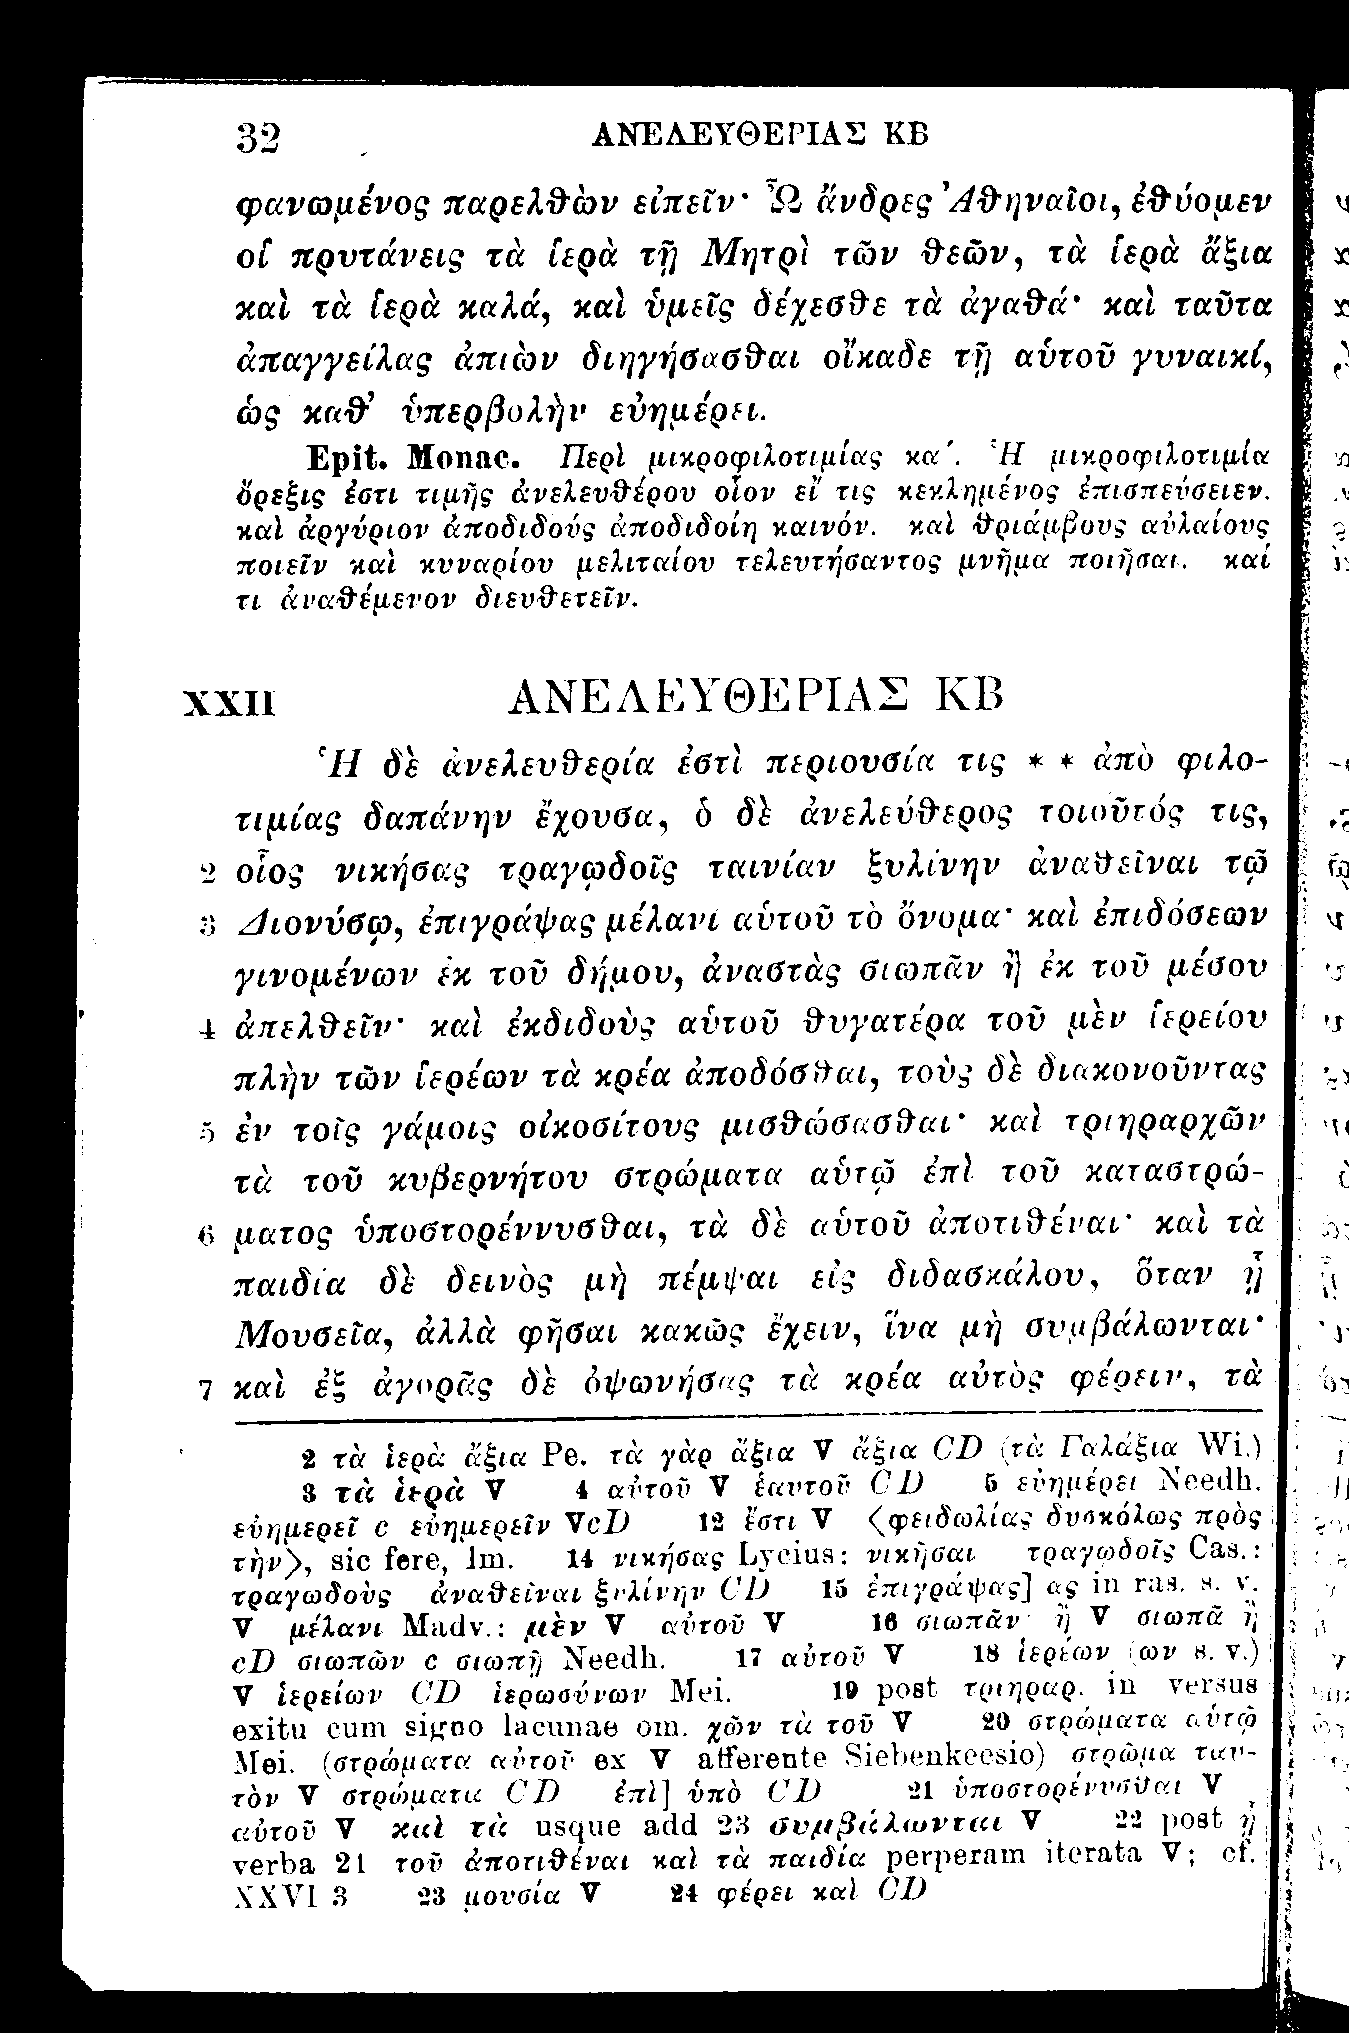 32 ΑΝΕΛΕΥΘΕΡΙΑΣ ΚΒ
φανωμένος παρελθὼν εἰπεῖν· Ὦ ἄνδρες Ἀθηναῖοι, ἐθύομεν
οἱ πρυτάνεις τὰ ἱερὰ τῇ Μητρὶ τῶν θεῶν, τὰ ἱερὰ ἄξια
καὶ τὰ ἱερὰ καλά, καὶ ὑμεῖς δέχεσθε τὰ ἀγαθά· καὶ ταῦτα
ἀπαγγείλας ἀπιὼν διηγήσασθαι οἴκαδε τῇ αὑτοῦ γυναικί,
ὡς καθ’ ὑπερβολὴν εὐημέρει.
Epit. Monac. Περὶ μικροφιλοτιμίας κα΄. Ἡ μικροφιλοτιμία
ὄρεξις ἐστι τιμῆς ἀνελευθέρου οἷον εἴ τις κεκλημένος ἐπισπεύσειεν.
καὶ ἀργύριον ἀποδιδούς ἀποδιδοίη καινόν. καὶ θριάμβους αὐλαίους
ποιεῖν καὶ κυναρίου μελιταίου τελευτήσαντος μνῆμα ποιῆσαι. καί
τι ἀναθέμενον διευθετεῖν.
XXII ΑΝΕΛΕΥΘΕΡΙΑΣ ΚΒ
Ἡ δὲ ἀνελευθερία ἐστὶ περιουσία τις * * ἀπὸ φιλο-
τιμίας δαπάνην ἔχουσα, ὁ δὲ ἀνελεύθερος τοιοῦτός τις,
2 οἷος νικήσας τραγῳδοῖς ταινίαν ξυλίνην ἀναθεῖναι τῷ
3 Διονύσῳ, ἐπιγράψας μέλανι αὑτοῦ τὸ ὄνομα· καὶ ἐπιδόσεων
γινομένων ἐκ τοῦ δήμου, ἀναστὰς σιωπᾶν ἢ ἐκ τοῦ μέσου
4 ἀπελθεῖν· καὶ ἐκδιδοὺς αὑτοῦ θυγατέρα τοῦ μὲν ἱερείου
πλὴν τῶν ἱερέων τὰ κρέα ἀποδόσθαι, τοὺς δὲ διακονοῦντας
5 ἐν τοῖς γάμοις οἰκοσίτους μισθώσασθαι· καὶ τριηραρχῶν
τὰ τοῦ κυβερνήτου στρώματα αὑτῷ ἐπὶ τοῦ καταστρώ-
6 ματος ὑποστορέννυσθαι, τὰ δὲ αὑτοῦ ἀποτιθέναι· καὶ τὰ
παιδία δὲ δεινὸς μὴ πέμψαι εἰς διδασκάλου, ὅταν ᾖ
Μουσεῖα, ἀλλὰ φῆσαι κακῶς ἔχειν, ἵνα μὴ συμβάλωνται·
7 καὶ ἐξ ἀγορᾶς δὲ ὀψωνήσας τὰ κρέα αὐτὸς φέρειν, τὰ
2 τὰ ἱερὰ ἄξια Pe. τὰ γὰρ ἄξια V ἄξια CD (τὰ Γαλάξια Wi.)
3 τὰ ἱερὰ V 4 αὐτοῦ V ἑαυτοῦ CD 5 εὐημέρει Needh.
εὐημερεῖ c εὐημερεῖν VcD 12 ἔστι V ⟨φειδωλίας δυσκόλως πρὸς
τὴν⟩, sic fere, Im. 14 νικήσας Lycius: νικῆσαι τραγῳδοῖς Cas.:
τραγωδοὺς ἀναθεῖναι ξυλίνην CD 15 ἐπιγράψας] ας in ras. s. v.
V μέλανι Madv.: μὲν V αὐτοῦ V 16 σιωπᾶν ἢ V σιωπᾶ ἢ
cD σιωπῶν c σιωπῇ Needh. 17 αὐτοῦ V 18 ἱερέων (ων s. v.)
V ἱερείων CD ἱερωσύνων Mei. 19 post τριηραρ. in versus
exitu cum signo lacunae om. χῶν τὰ τοῦ V 20 στρώματα αὑτῷ
Mei. (στρώματα αὐτοῦ ex V afferente Siebenkeesio) στρῶμα ταυ-
τὸν V στρώματα CD ἐπὶ] ὑπὸ CD 21 ὑποστορέννυσθαι V
αὐτοῦ V καὶ τὰ usque add 23 συμβάλωνται V 22 post ᾖ
verba 21 τοῦ ἀποτιθέναι καὶ τὰ παιδία perperam iterata V; cf.
XXVI 3 23 μουσία V 24 φέρει καὶ CD